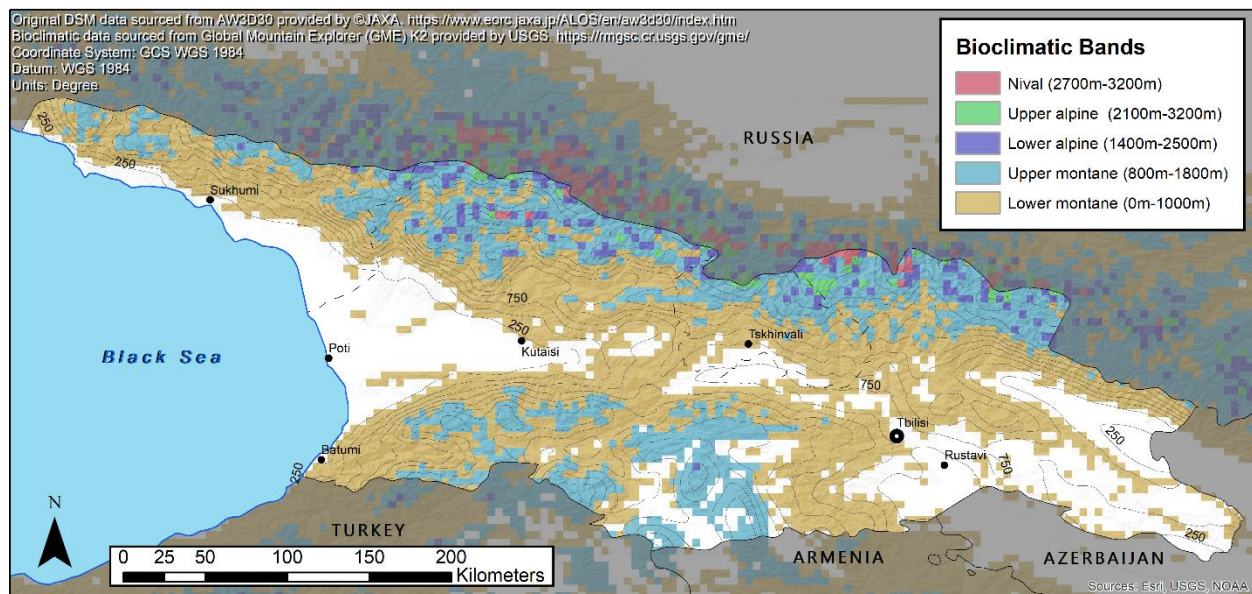 Original DSM data sourced from AW3D30 provided by ©JAXA. https://www.eorc.jaxa.jp/ALOS/en/aw3d30/index.htm
Bioclimatic data sourced from Global Mountain Explorer (GME) K2 provided by USGS. https://rmgsc.cr.usgs.gov/gme/
Coordinate System: GCS WGS 1984
Datum: WGS 1984
Units: Degree
Bioclimatic Bands
Nival (2700m-3200m)
Upper alpine (2100m-3200m)
Lower alpine (1400m-2500m)
Upper montane (800m-1800m)
Lower montane (0m-1000m)
RUSSIA
250
250
Sukhumi
750
250
Poti
Kutaisi
Tskhinvali
Black Sea
750
Tbilisi
250
Batumi
Rustavi
750
250
250
N
TURKEY
ARMENIA
AZERBAIJAN
0 25 50 100 150 200
Kilometers
Sources: Esri, USGS, NOAA